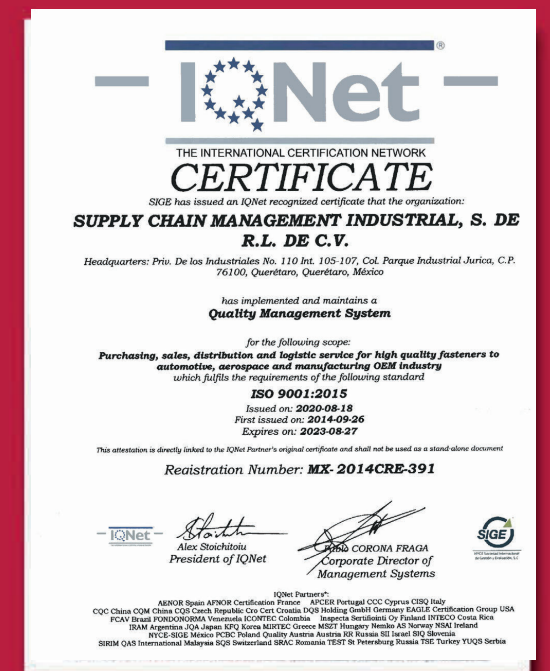 IQNet
®
THE INTERNATIONAL CERTIFICATION NETWORK
CERTIFICATE
SIGE has issued an IQNet recognized certificate that the organization:
SUPPLY CHAIN MANAGEMENT INDUSTRIAL, S. DE
R.L. DE C.V.
Headquarters: Priv. De los Industriales No. 110 Int. 105-107, Col. Parque Industrial Jurica, C.P.
76100, Querétaro, Querétaro, México
has implemented and maintains a
Quality Management System
for the following scope:
Purchasing, sales, distribution and logistic service for high quality fasteners to
automotive, aerospace and manufacturing OEM industry
which fulfils the requirements of the following standard
ISO 9001:2015
Issued on: 2020-08-18
First issued on: 2014-09-26
Expires on: 2023-08-27
This attestation is directly linked to the IQNet Partner's original certificate and shall not be used as a stand-alone document
Registration Number: MX-2014CRE-391
IQNet
Alex Stoichitoiu
President of IQNet
Pablo CORONA FRAGA
Corporate Director of
Management Systems
SIGE
IQNet Partners*:
AENOR Spain AFNOR Certification France APCER Portugal CCC Cyprus CISQ Italy
CQC China CQM China CQS Czech Republic Cro Cert Croatia DQS Holding GmbH Germany EAGLE Certification Group USA
FCAV Brazil FONDONORMA Venezuela ICONTEC Colombia Inspecta Sertifiointi Oy Finland INTECO Costa Rica
IRAM Argentina JQA Japan KFQ Korea MIRTEC Greece MSZT Hungary Nemko AS Norway NSAI Ireland
NYCE-SIGE México PCBC Poland Quality Austria Austria RR Russia SII Israel SIQ Slovenia
SIRIM QAS International Malaysia SQS Switzerland SRAC Romania TEST St Petersburg Russia TSE Turkey YUQS Serbia